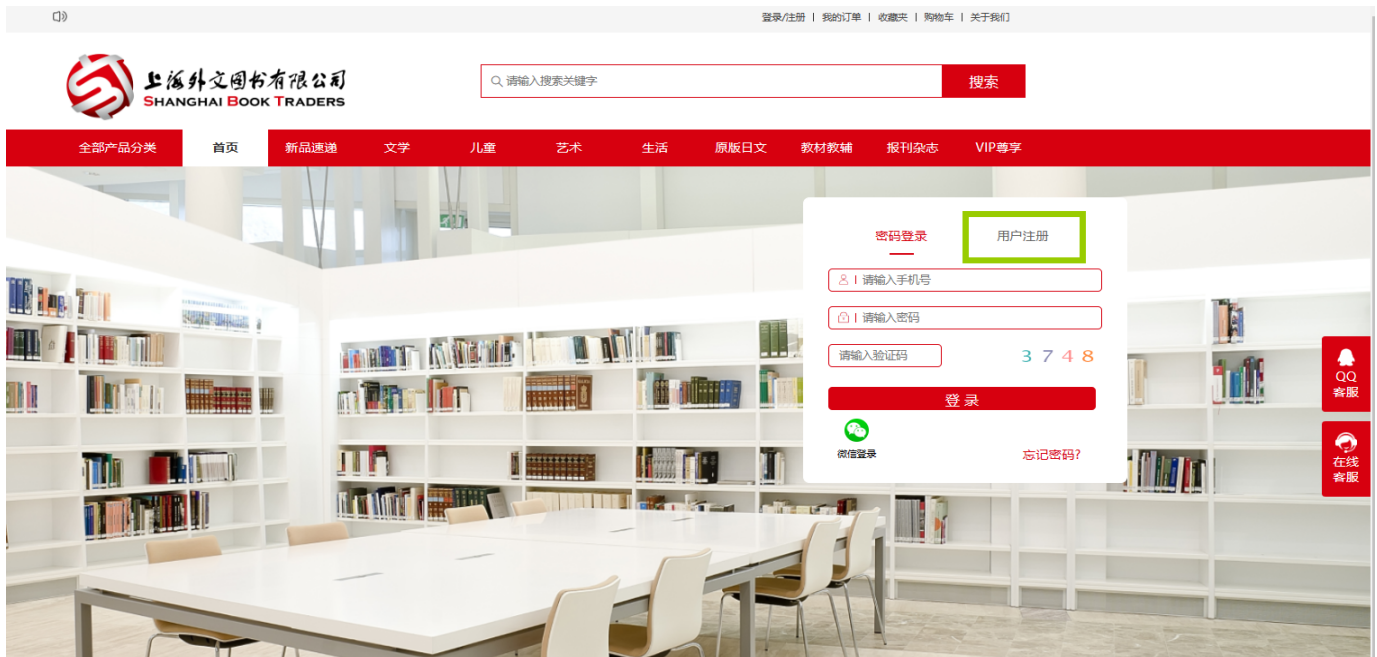 登录/注册 | 我的订单 | 收藏夹 | 购物车 | 关于我们
上海外文图书有限公司
SHANGHAI BOOK TRADERS
请输入搜索关键字
搜索
全部产品分类 首页 新品速递 文学 儿童 艺术 生活 原版日文 教材教辅 报刊杂志 VIP尊享
密码登录 用户注册
请输入手机号
请输入密码
请输入验证码 3 7 4 8
登 录
微信登录 忘记密码?
QQ
客服
在线
客服